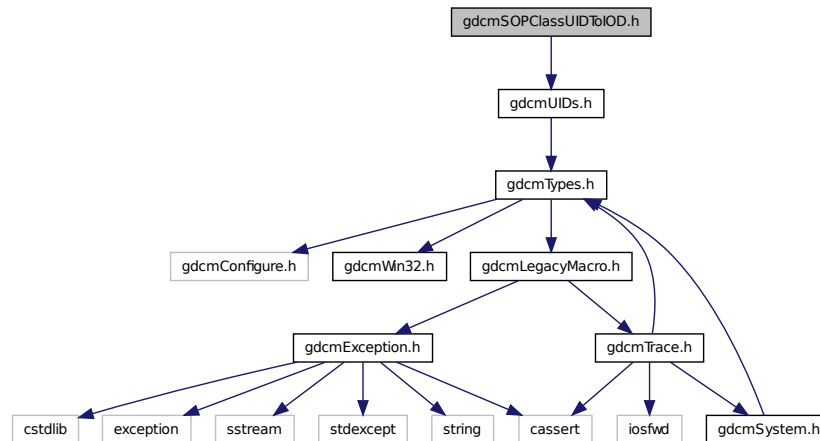 gdcmSOPClassUIDToIOD.h
gdcmUIDs.h
gdcmTypes.h
gdcmConfigure.h
gdcmWin32.h
gdcmLegacyMacro.h
gdcmException.h
gdcmTrace.h
cstdlib
exception
sstream
stdexcept
string
cassert
iosfwd
gdcmSystem.h